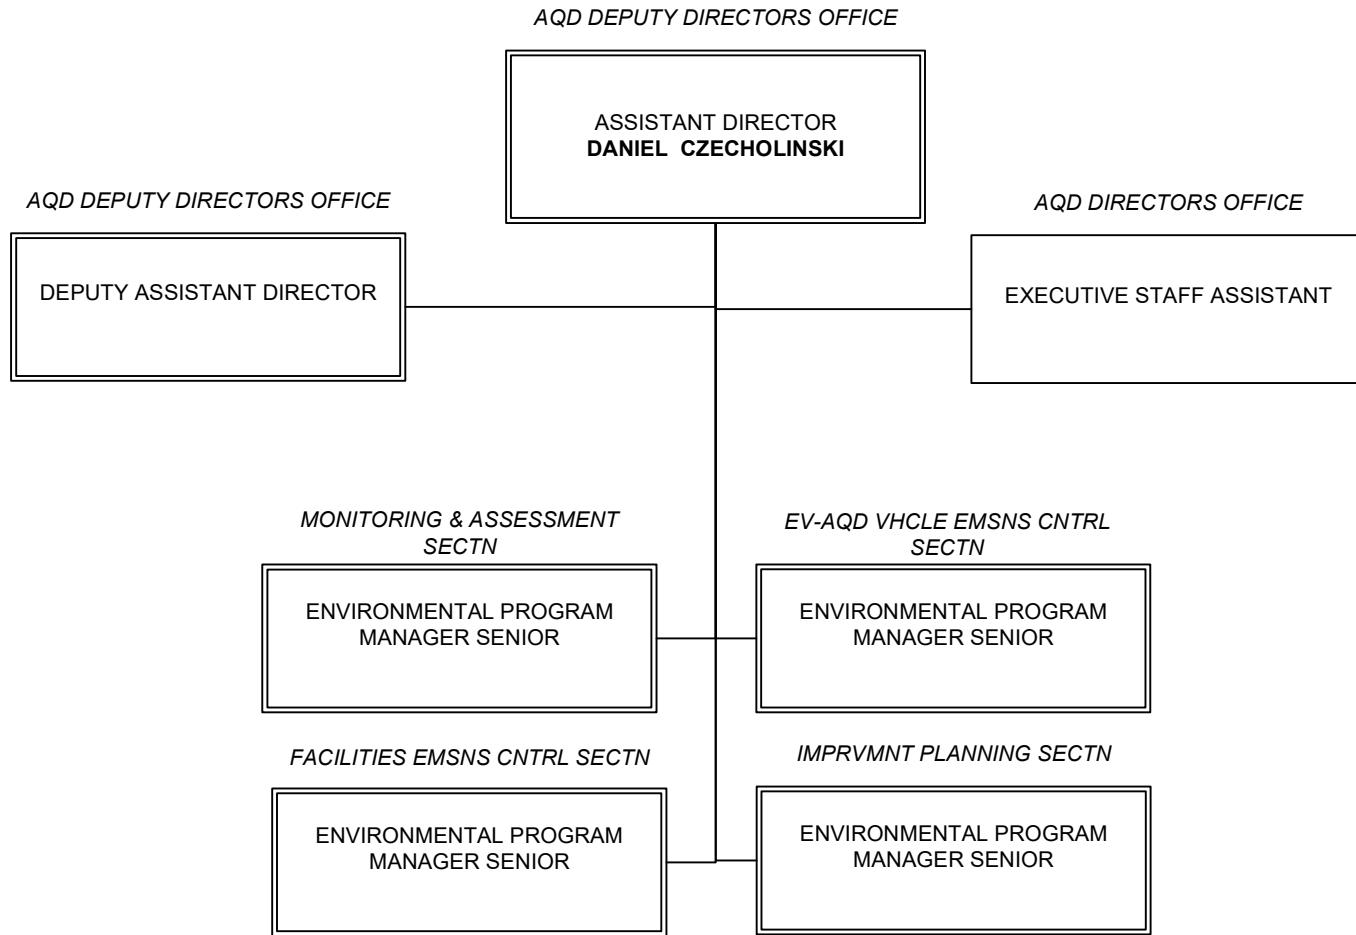 AQD DEPUTY DIRECTORS OFFICE
ASSISTANT DIRECTOR
DANIEL CZECHOLINSKI
AQD DEPUTY DIRECTORS OFFICE
DEPUTY ASSISTANT DIRECTOR
AQD DIRECTORS OFFICE
EXECUTIVE STAFF ASSISTANT
MONITORING & ASSESSMENT
SECTN
ENVIRONMENTAL PROGRAM
MANAGER SENIOR
EV-AQD VHCLE EMSNS CNTRL
SECTN
ENVIRONMENTAL PROGRAM
MANAGER SENIOR
FACILITIES EMSNS CNTRL SECTN
ENVIRONMENTAL PROGRAM
MANAGER SENIOR
IMPRVMNT PLANNING SECTN
ENVIRONMENTAL PROGRAM
MANAGER SENIOR